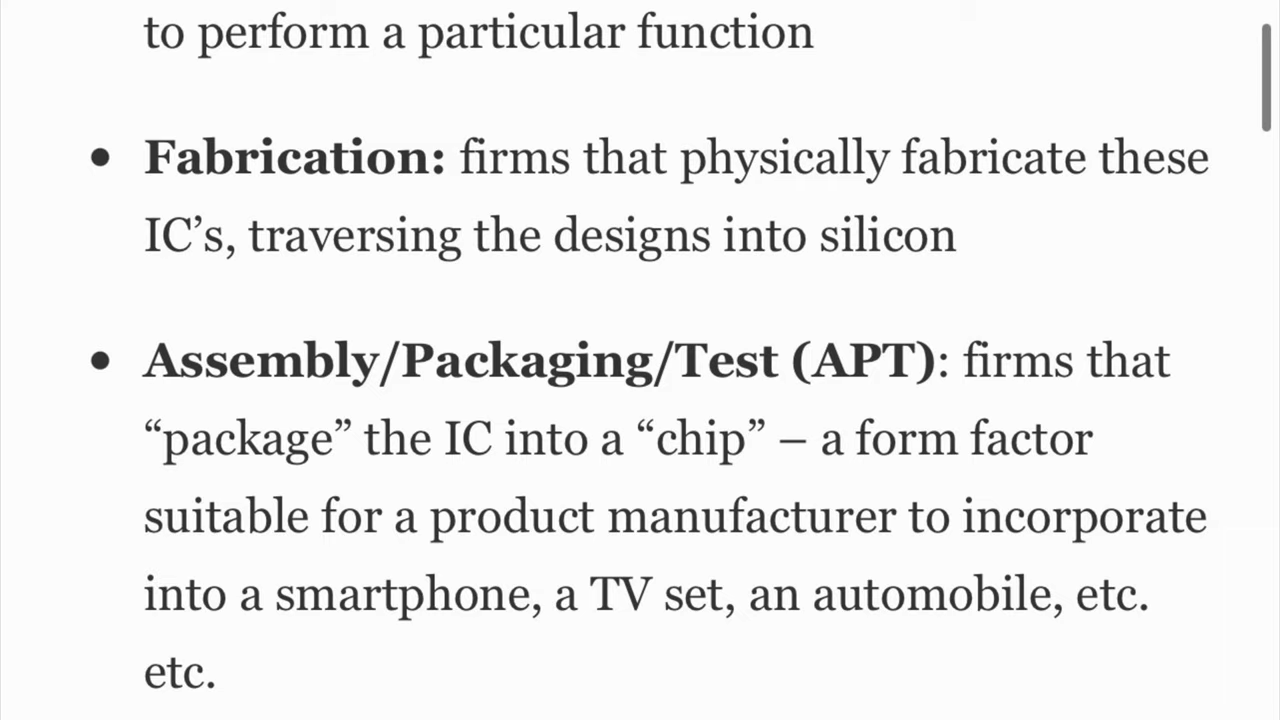 to perform a particular function
• Fabrication: firms that physically fabricate these
IC’s, traversing the designs into silicon
• Assembly/Packaging/Test (APT): firms that
“package” the IC into a “chip” – a form factor
suitable for a product manufacturer to incorporate
into a smartphone, a TV set, an automobile, etc.
etc.